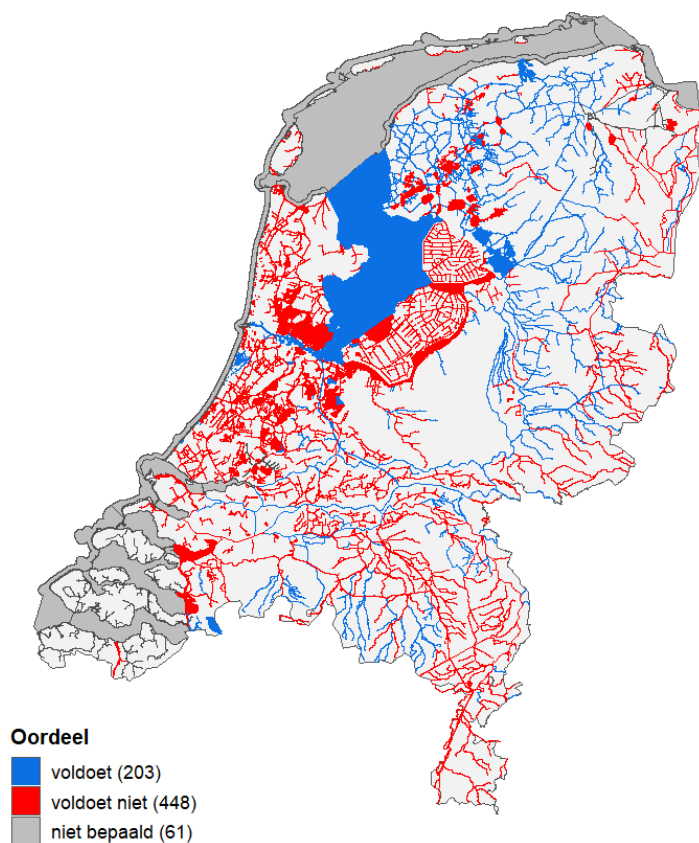 Oordeel
voldoet (203)
voldoet niet (448)
niet bepaald (61)